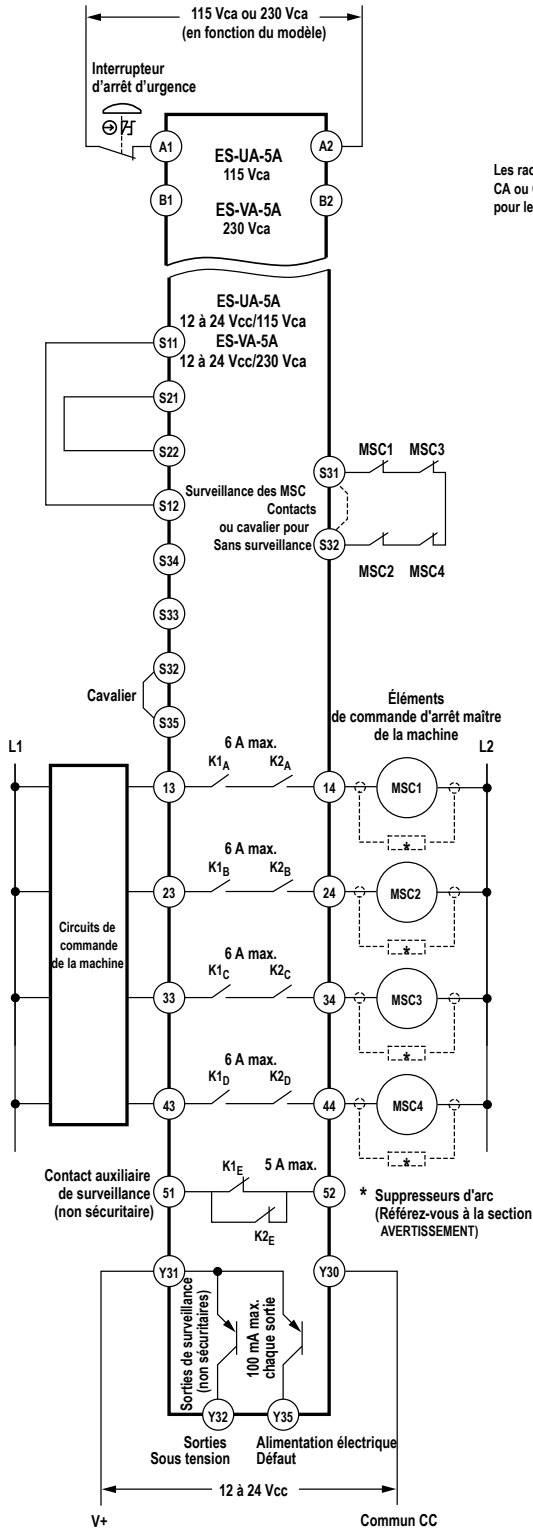 115 Vca ou 230 Vca
(en fonction du modèle)
Interrupteur
d'arrêt d'urgence
A1
ES-UA-5A
115 Vca
A2
B1
ES-VA-5A
230 Vca
B2
Les
CA ou
pour
ES-UA-5A
12 à 24 Vcc/115 Vca
S11
ES-VA-5A
12 à 24 Vcc/230 Vca
S21
S22
MSC1 MSC3
S31
S12
Surveillance des MSC
Contacts
ou cavalier pour
Sans surveillance
S32
MSC2 MSC4
S34
S33
S32
Cavalier
S35
Éléments
de commande d'arrêt maître
de la machine
L1
L2
6 A max.
K1A K2A
13
14
MSC1
*
6 A max.
K1B K2B
23
24
MSC2
*
Circuits de
commande
de la machine
6 A max.
K1C K2C
33
34
MSC3
*
6 A max.
K1D K2D
43
44
MSC4
*
Contact auxiliaire
de surveillance
(non sécuritaire)
51
K1E 5 A max.
K2E
52
* Suppresseurs d'arc
(Référez-vous à la section
AVERTISSEMENT)
Y31
Y30
Sorties de surveillance
(non sécuritaires)
100 mA max.
chaque sortie
Y32
Y35
Sorties
Sous tension
Alimentation électrique
Défaut
12 à 24 Vcc
V+
Commun CC